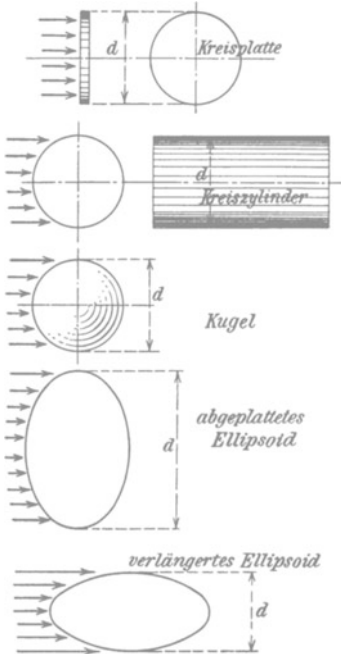 d
Kreisplatte
d
Kreiszylinder
d
Kugel
abgeplattetes
d
Ellipsoid
verlängertes Ellipsoid
d